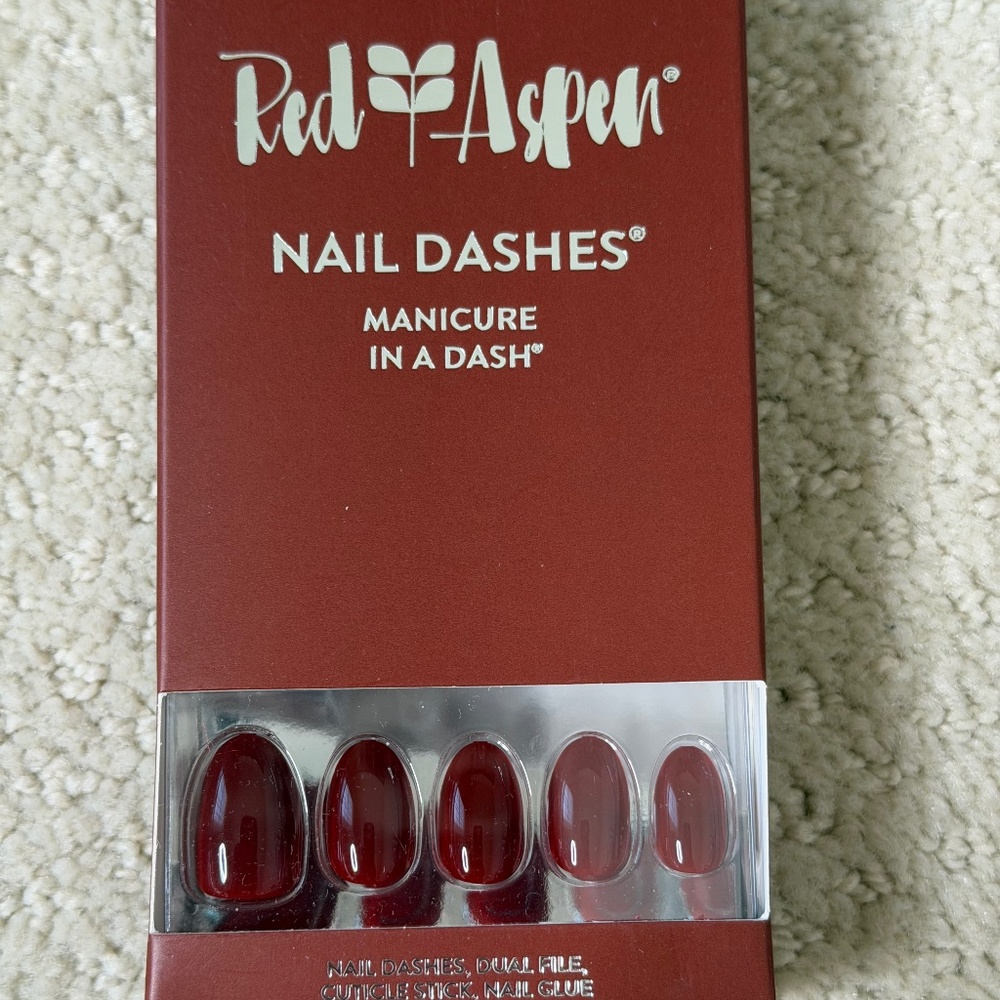 Red Aspen®
NAIL DASHES®
MANICURE
IN A DASH®
NAIL DASHES, DUAL FILE,
CUTICLE STICK, NAIL GLUE